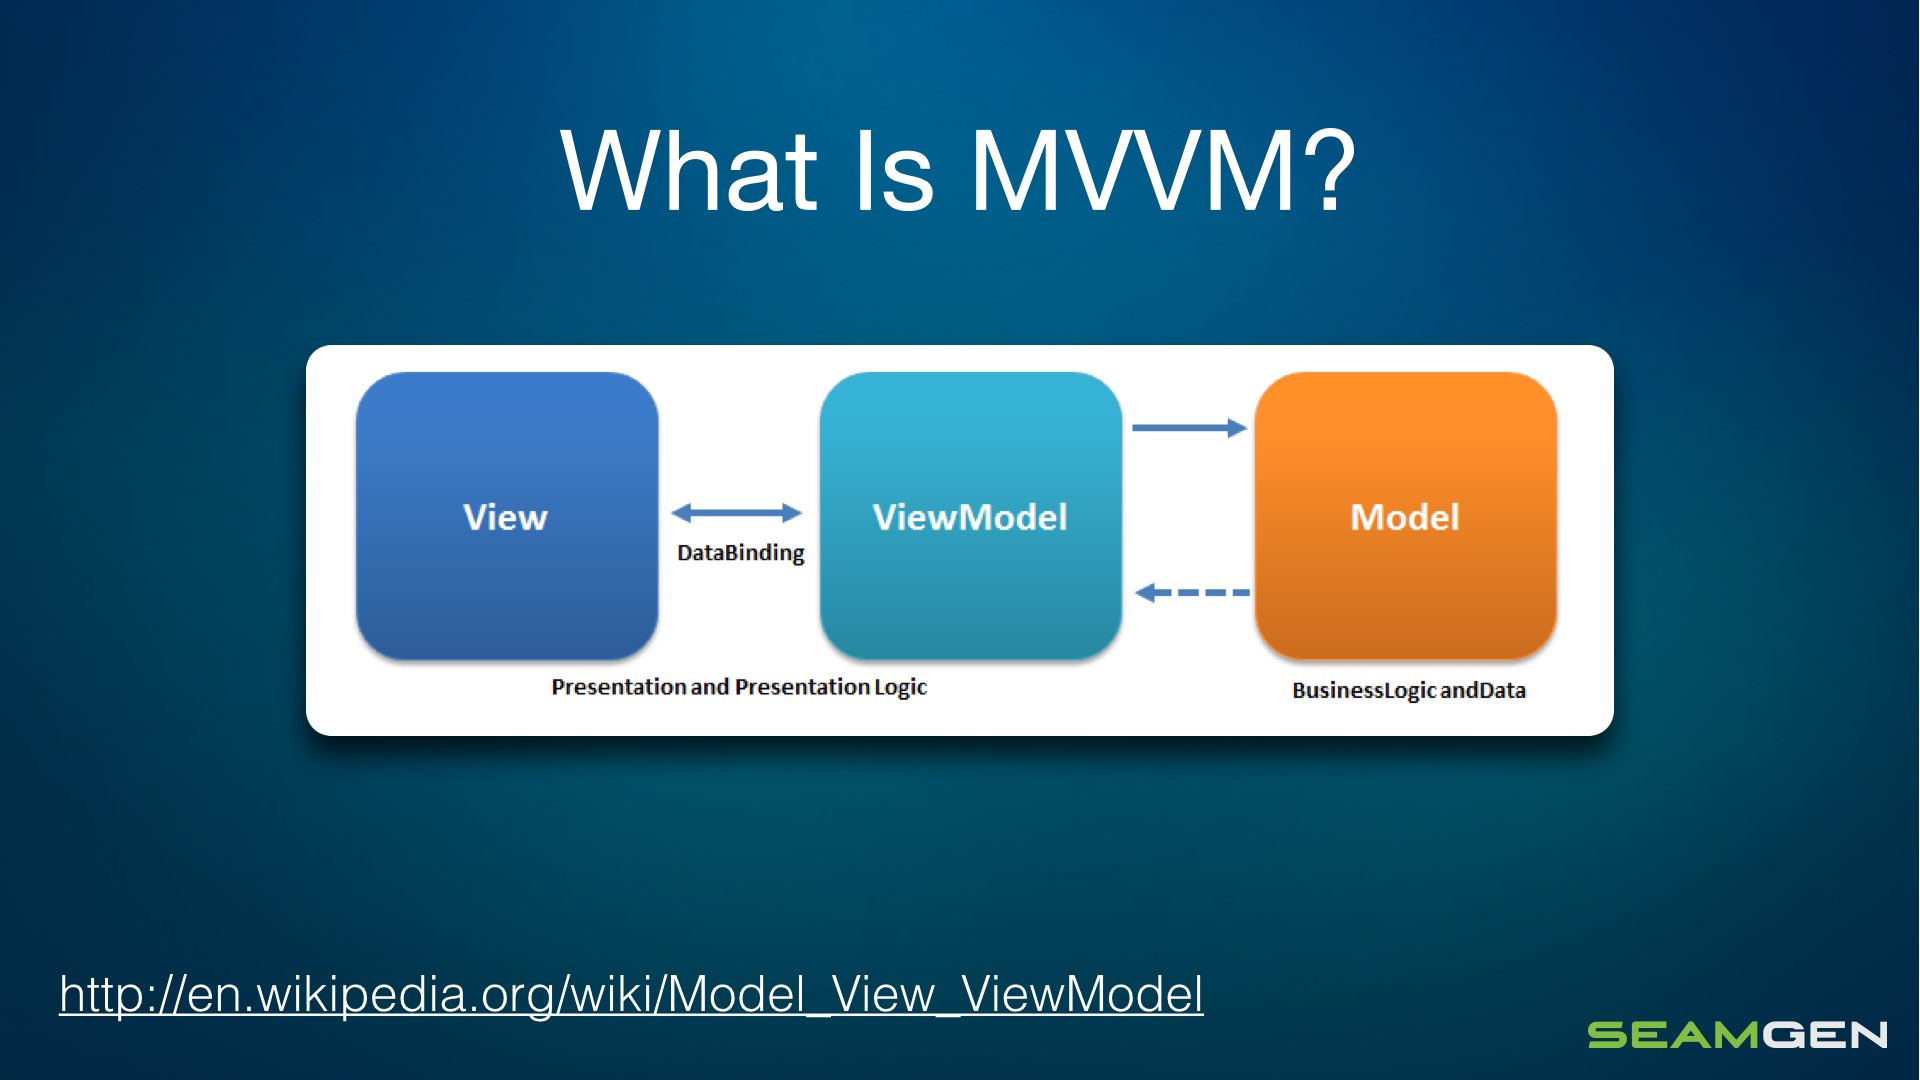 What Is MVVM?
View
DataBinding
ViewModel
Model
Presentation and Presentation Logic
BusinessLogic andData
http://en.wikipedia.org/wiki/Model_View_ViewModel
SEAMGEN